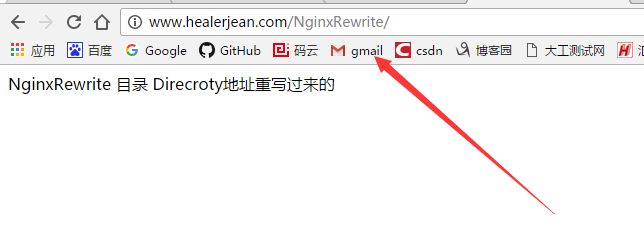 www.healerjean.com/NginxRewrite/
应用 百度 Google GitHub 码云 gmail csdn 博客园 大工测试网
NginxRewrite 目录 Direcroty地址重写过来的